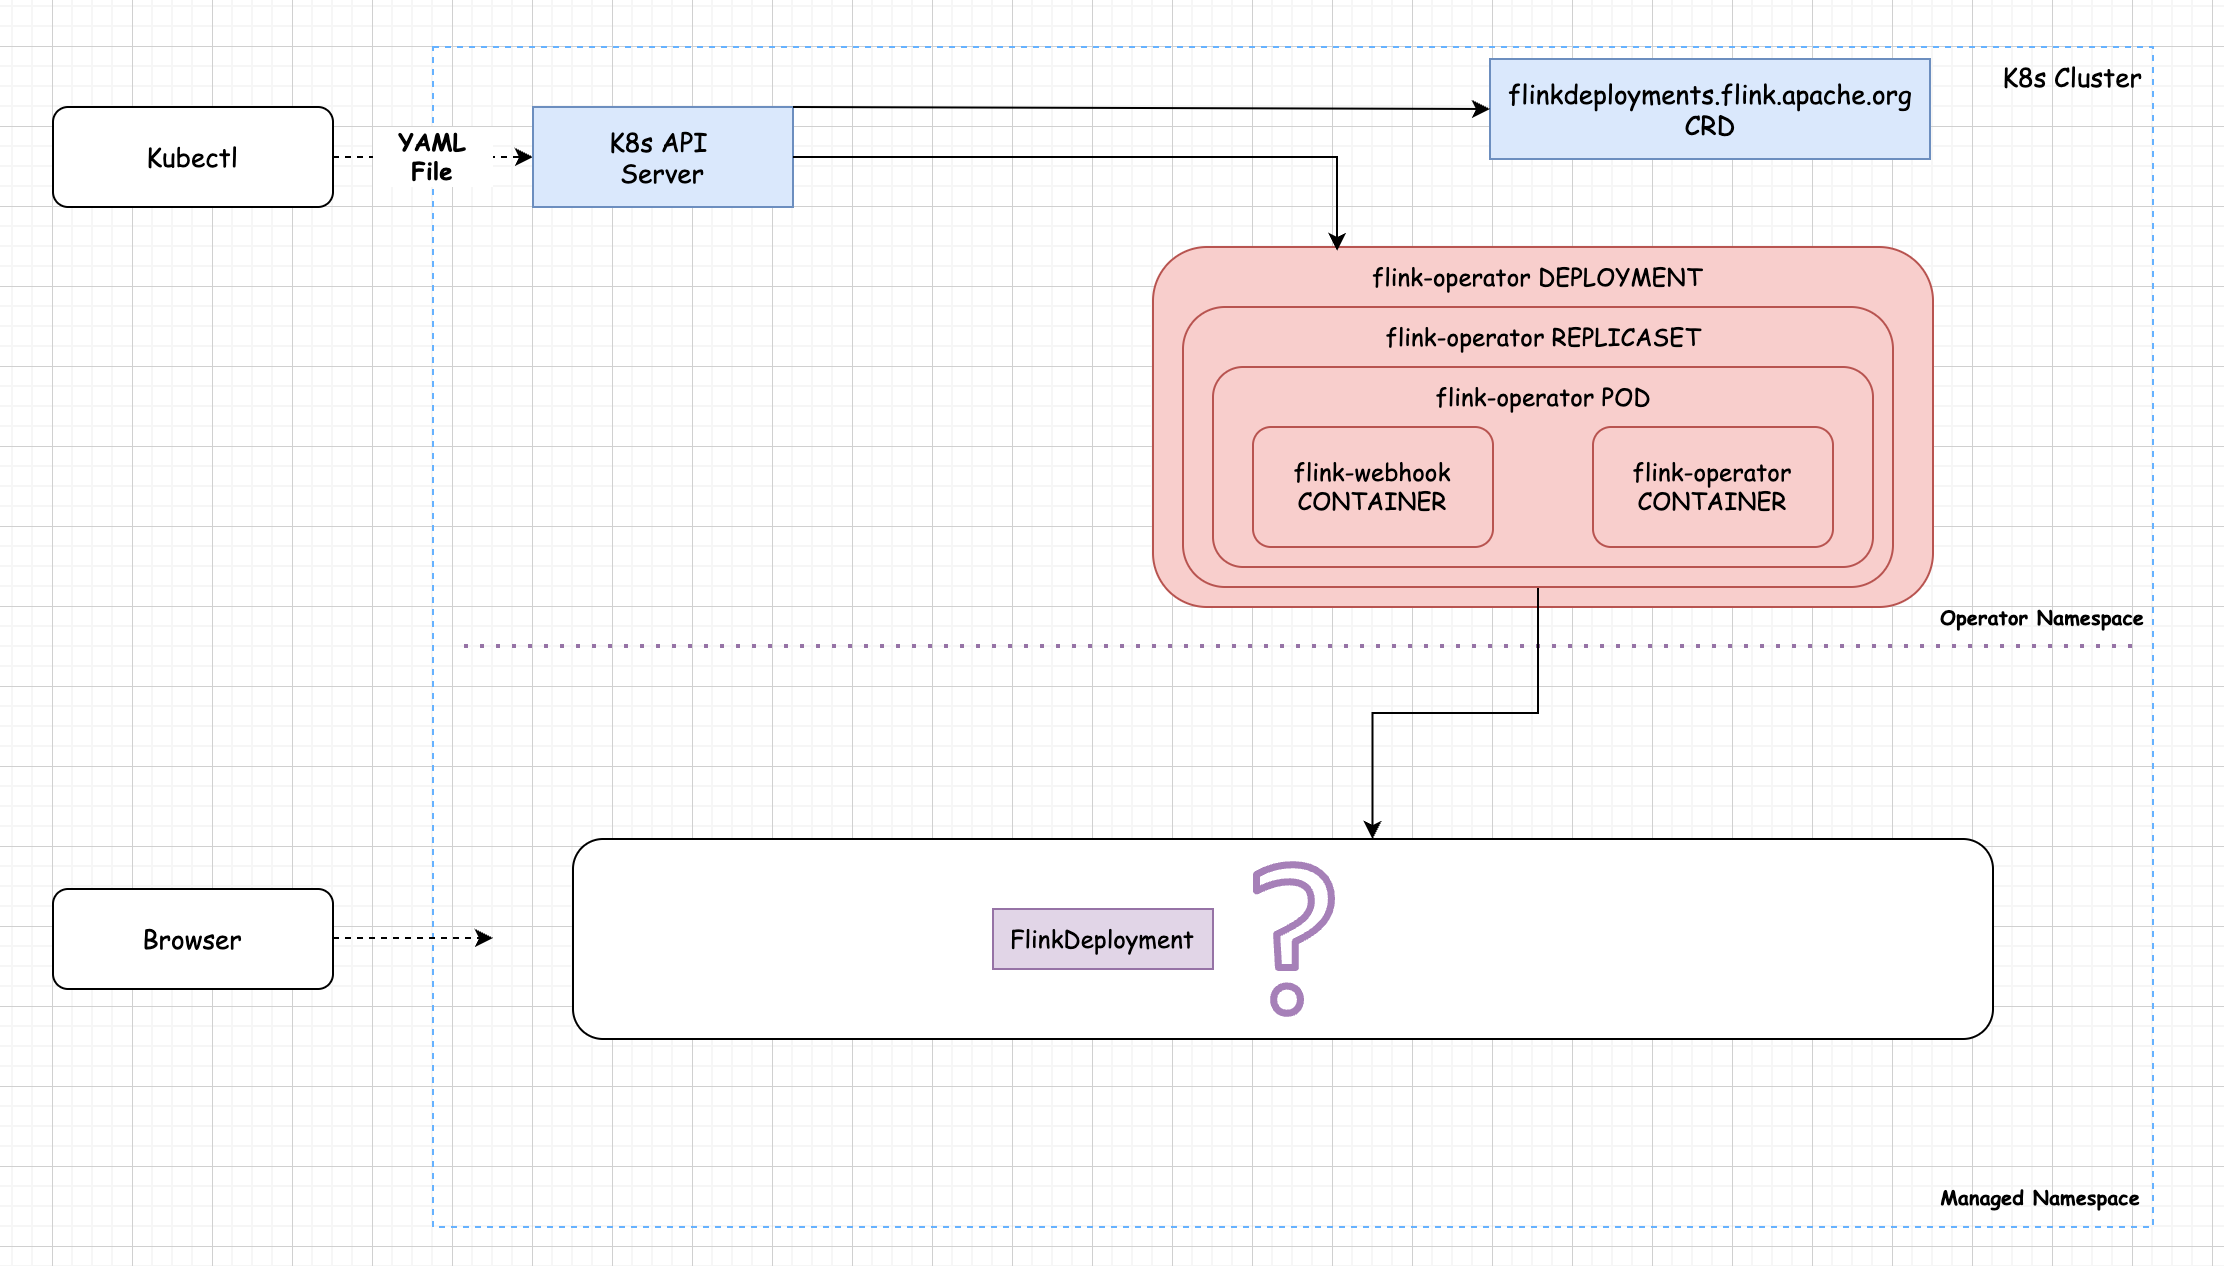 K8s Cluster
flinkdeployments.flink.apache.org
CRD
Kubectl
YAML
File
K8s API
Server
flink-operator DEPLOYMENT
flink-operator REPLICASET
flink-operator POD
flink-webhook
CONTAINER
flink-operator
CONTAINER
Operator Namespace
?
FlinkDeployment
Browser
Managed Namespace